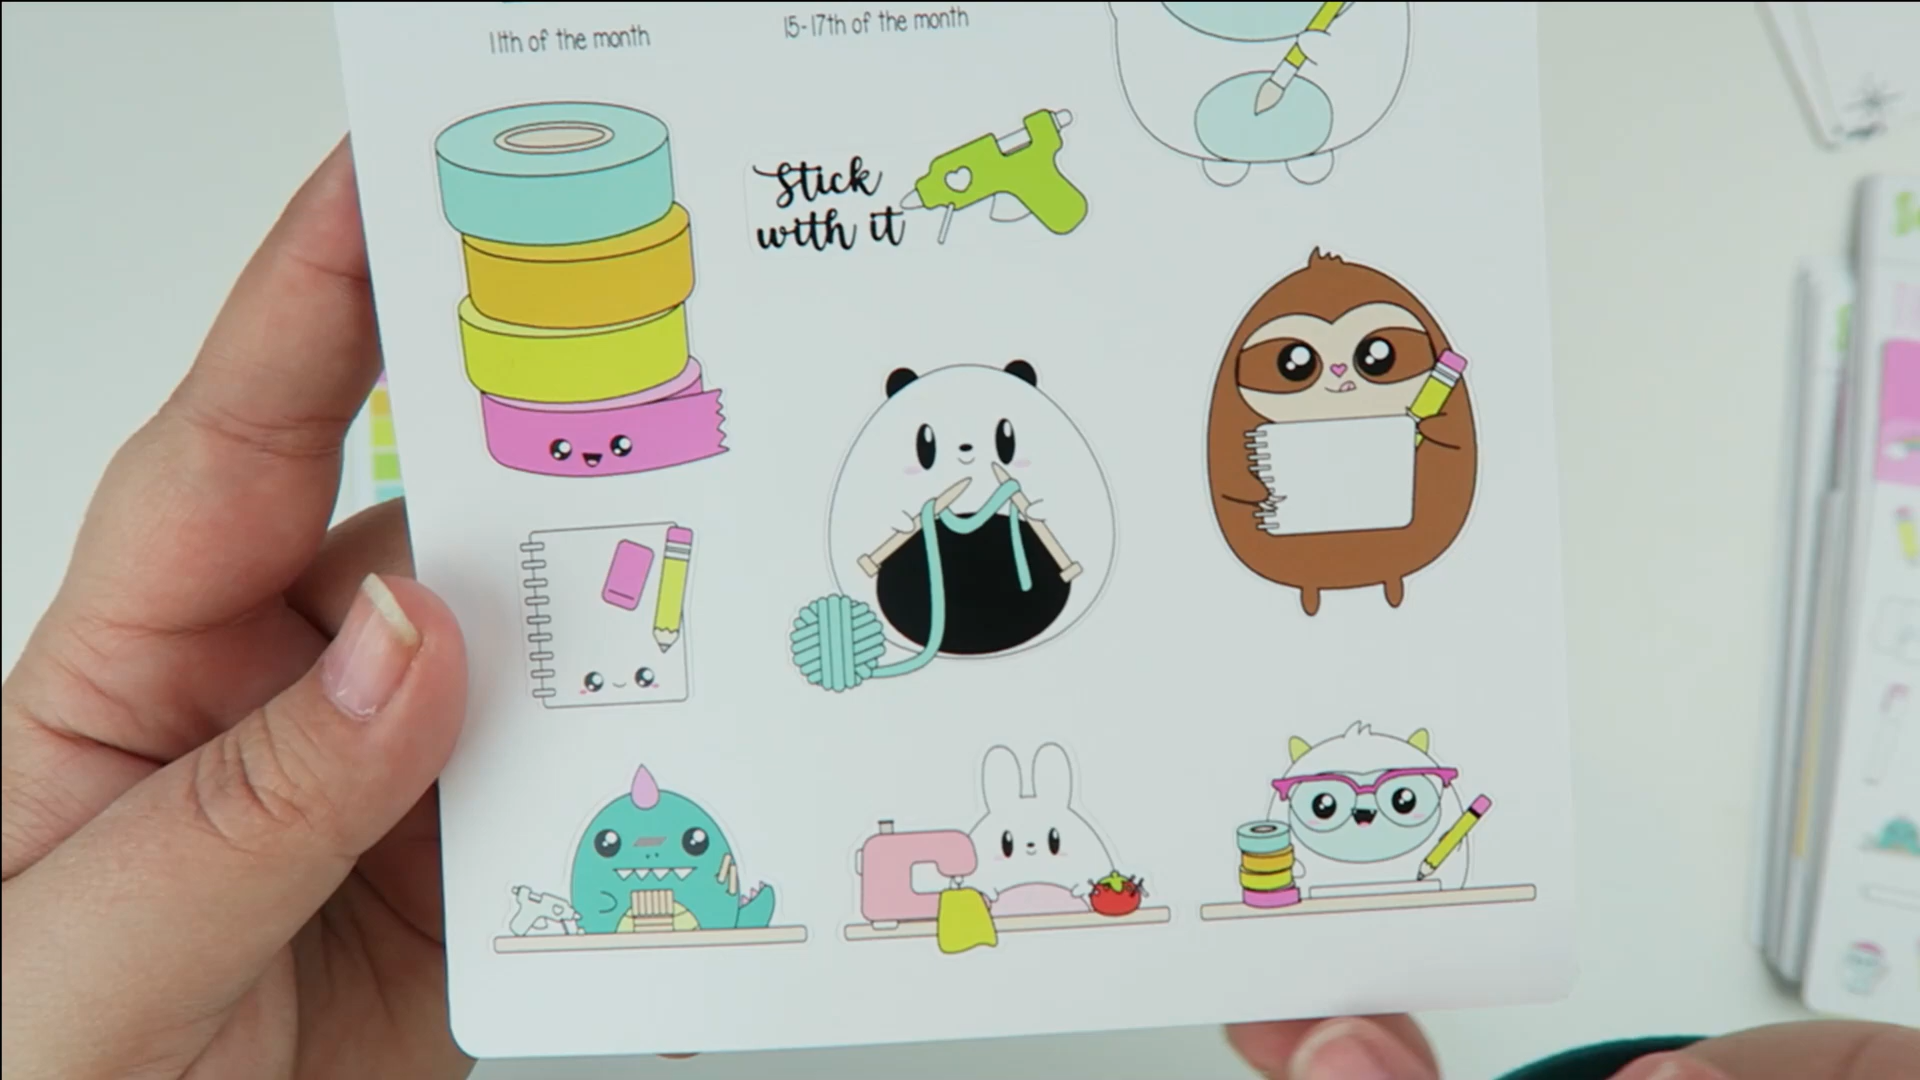 11th of the month
15-17th of the month
Stick
with it